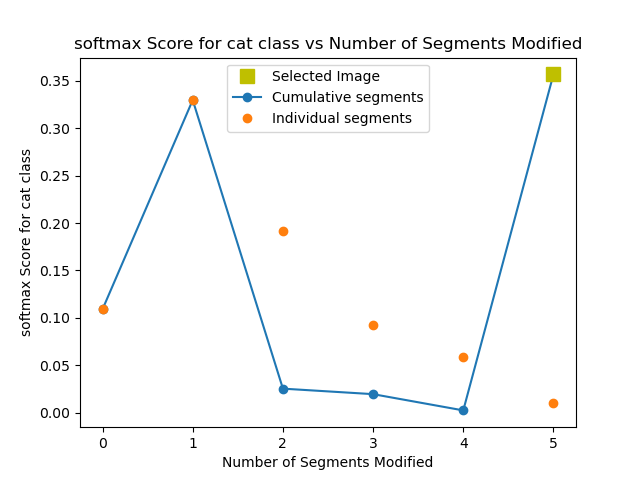 softmax Score for cat class vs Number of Segments Modified
Selected Image
Cumulative segments
Individual segments
softmax Score for cat class
0.35
0.30
0.25
0.20
0.15
0.10
0.05
0.00
0 1 2 3 4 5
Number of Segments Modified